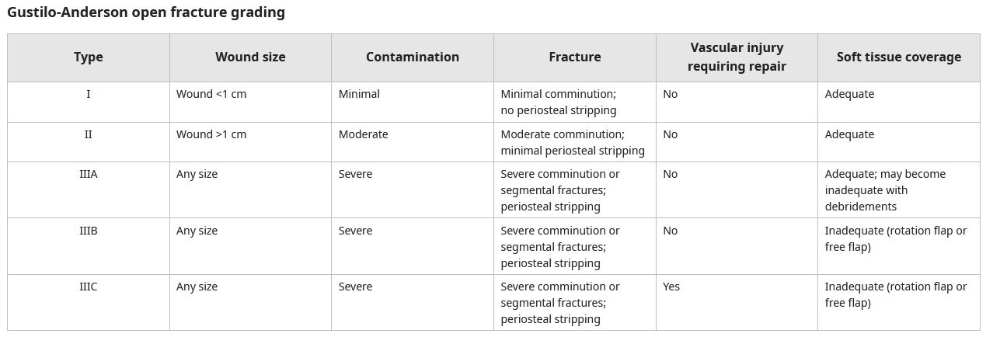 Gustilo-Anderson open fracture grading
Type
Wound size
Contamination
Fracture
Vascular injury
requiring repair
Soft tissue coverage
I
Wound <1 cm
Minimal
Minimal comminution;
no periosteal stripping
No
Adequate
II
Wound >1 cm
Moderate
Moderate comminution;
minimal periosteal stripping
No
Adequate
IIIA
Any size
Severe
Severe comminution or
segmental fractures;
periosteal stripping
No
Adequate; may become
inadequate with
debridements
IIIB
Any size
Severe
Severe comminution or
segmental fractures;
periosteal stripping
No
Inadequate (rotation flap or
free flap)
IIIC
Any size
Severe
Severe comminution or
segmental fractures;
periosteal stripping
Yes
Inadequate (rotation flap or
free flap)